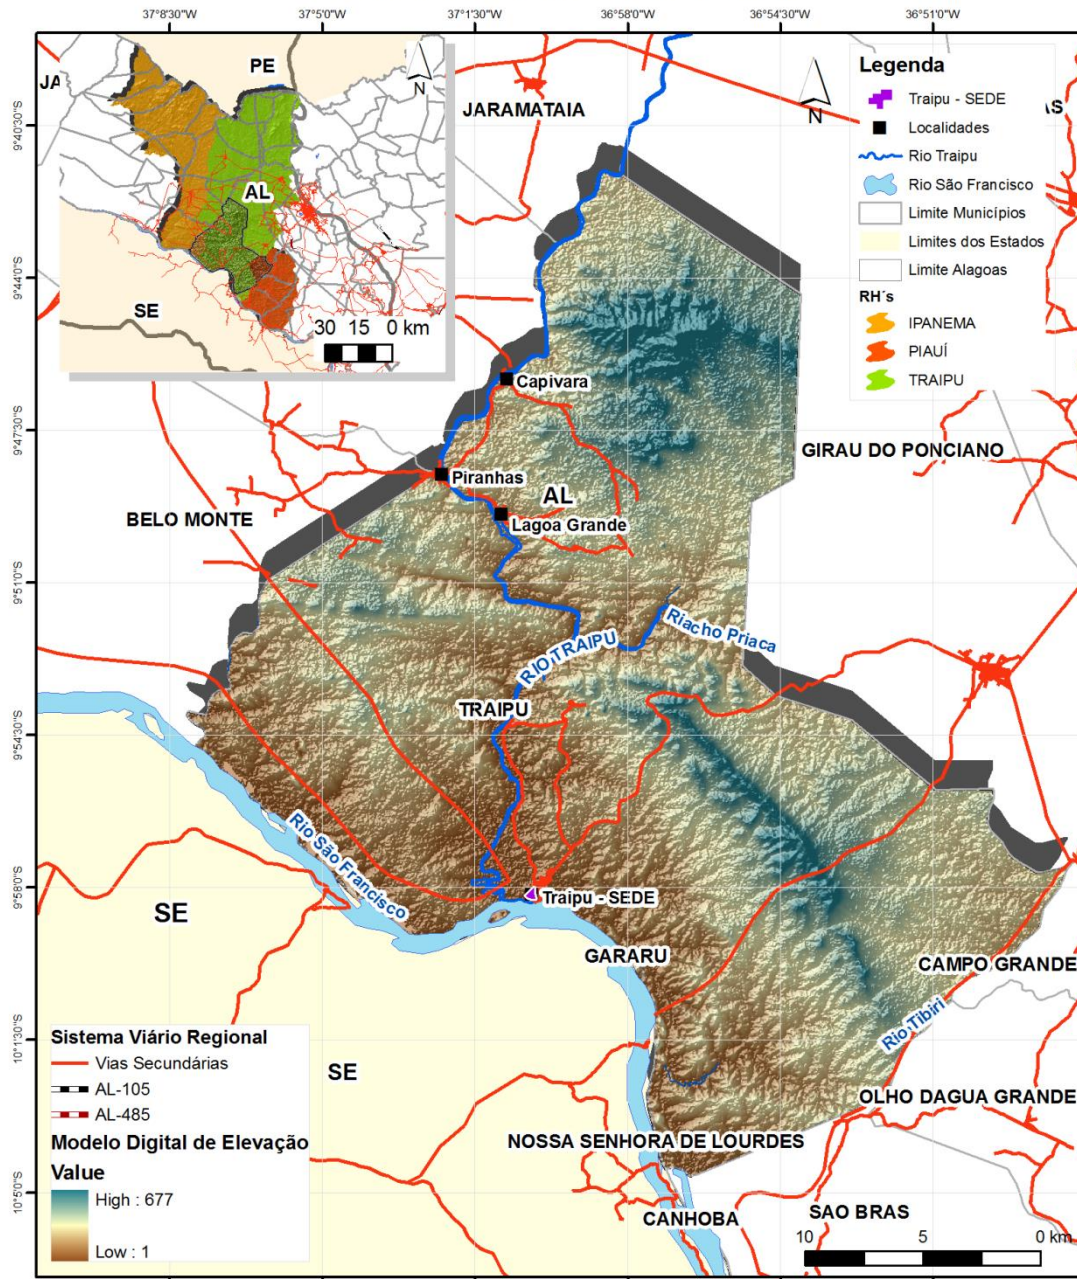 37°8'30"W
37°5'0"W
37°1'30"W
36°58'0"W
36°54'30"W
36°51'0"W
9°40'30"S
9°44'0"S
9°47'30"S
9°51'0"S
9°54'30"S
9°58'0"S
10°1'30"S
10°5'0"S
JA
PE
AL
SE
N
30 15 0 km
JARAMATAIA
N
AS
Legenda
Traipu - SEDE
Localidades
Rio Traipu
Rio São Francisco
Limite Municípios
Limites dos Estados
Limite Alagoas
RH´s
IPANEMA
PIAUÍ
TRAIPU
Capivara
GIRAU DO PONCIANO
Piranhas
AL
BELO MONTE
Lagoa Grande
Riacho Priaca
RIO TRAIPU
TRAIPU
Rio São Francisco
Traipu - SEDE
SE
GARARU
CAMPO GRANDE
Rio Tibiri
SE
OLHO DAGUA GRANDE
NOSSA SENHORA DE LOURDES
CANHOBA
SAO BRAS
Sistema Viário Regional
Vias Secundárias
AL-105
AL-485
Modelo Digital de Elevação
Value
High : 677
Low : 1
10 5 0 km